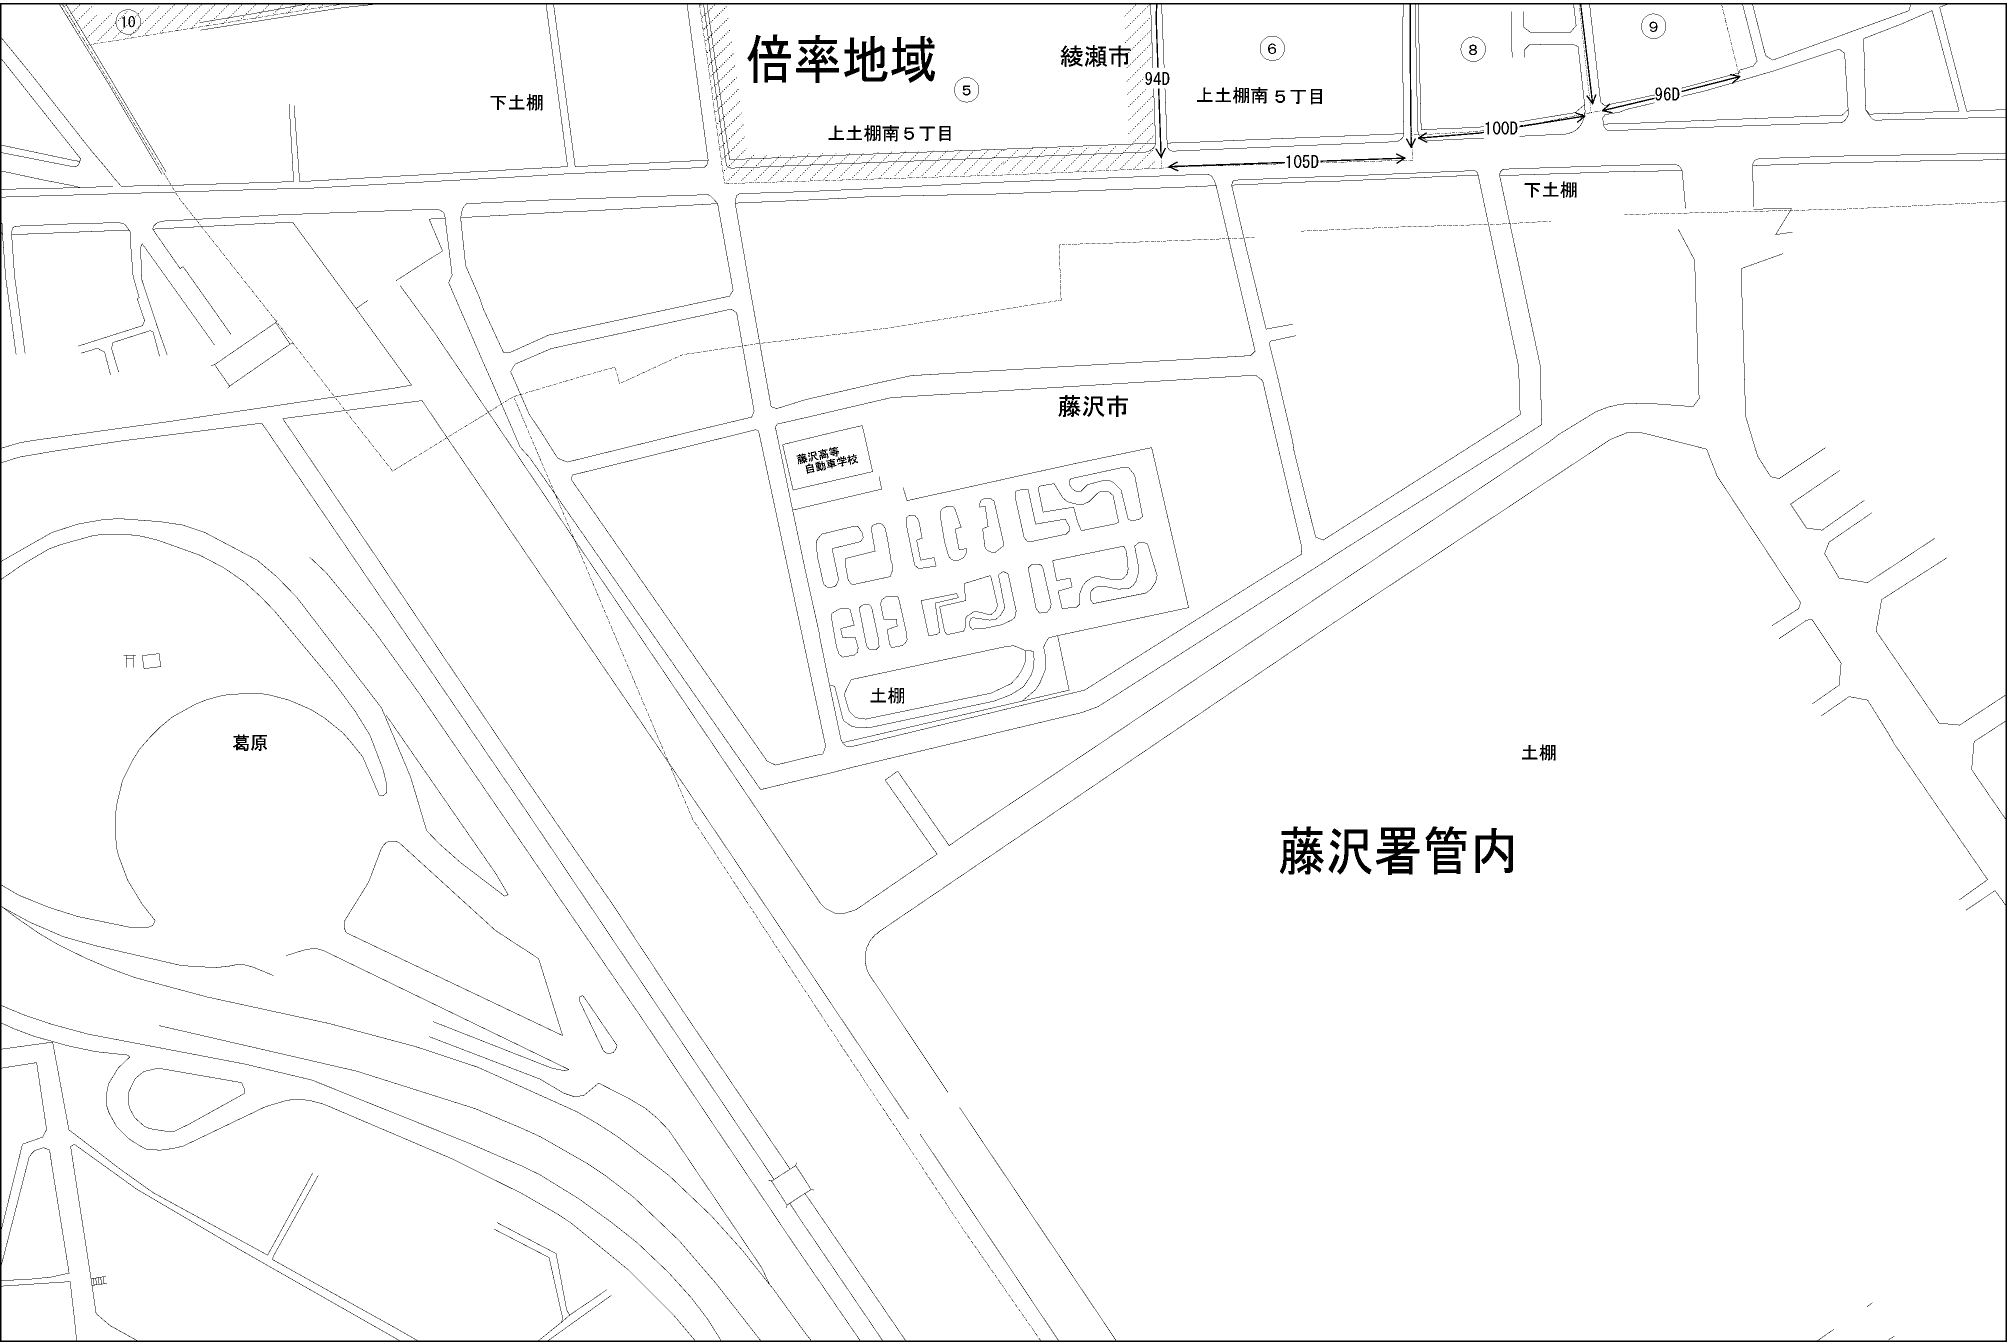 ⑩
倍率地域
綾瀬市
⑥
⑧
⑨
下土棚
⑤
94D
上土棚南5丁目
96D
上土棚南5丁目
100D
105D
下土棚
藤沢市
藤沢高等
自動車学校
土棚
葛原
土棚
藤沢署管内